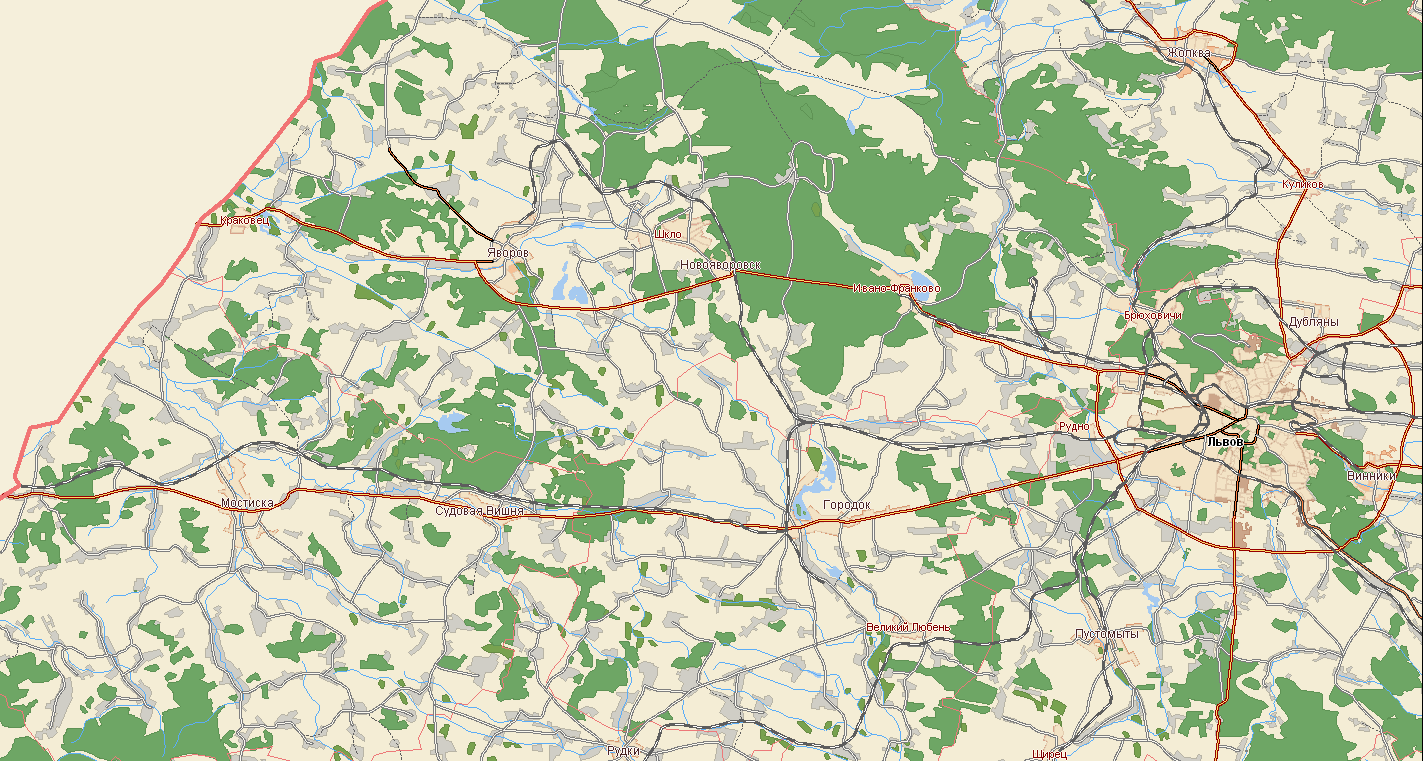 Жолква
Куликов
Краковец
Шкло
Яворов
Новояворовск
Ивано-Франково
Брюховичи
Дубляны
Рудно
Львов
Винники
Мостиска
Судовая Вишня
Городок
Великий Любень
Пустомыты
Рудки
Щирец